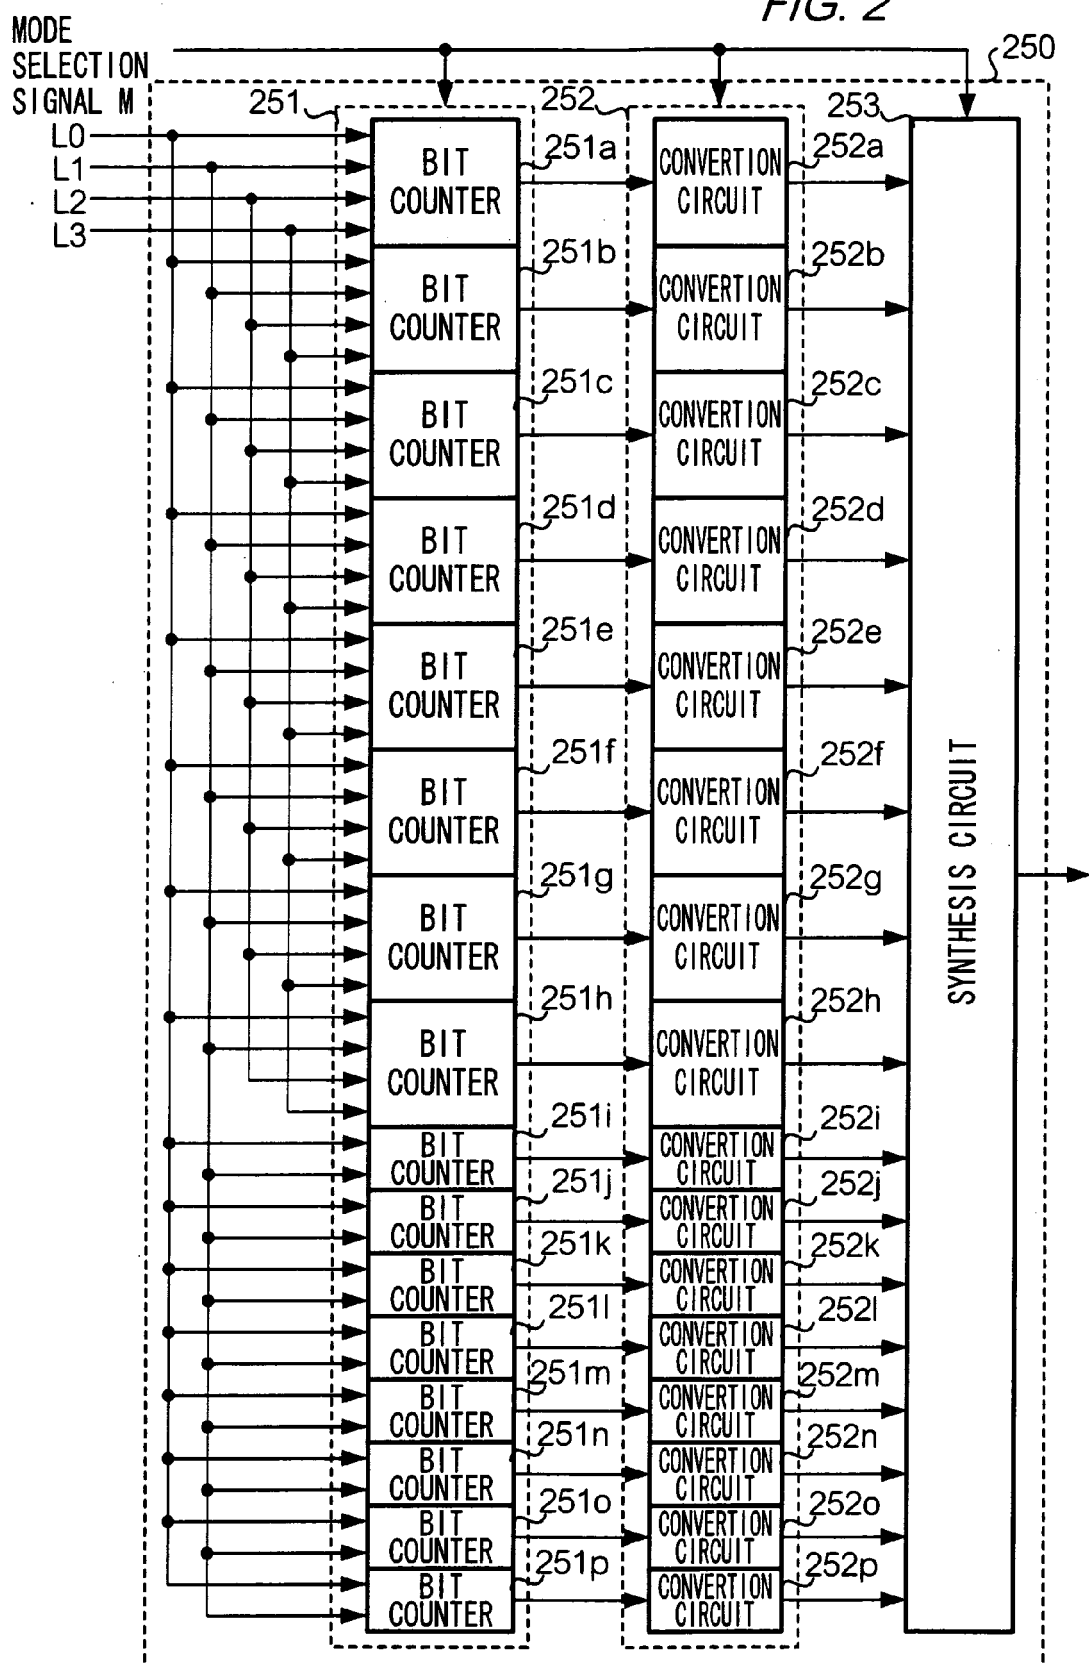 FIG. 2
MODE
SELECTION
SIGNAL M
250
251
252
253
L0
L1
L2
L3
BIT
COUNTER
251a
CONVERTION
CIRCUIT
252a
BIT
COUNTER
251b
CONVERTION
CIRCUIT
252b
BIT
COUNTER
251c
CONVERTION
CIRCUIT
252c
BIT
COUNTER
251d
CONVERTION
CIRCUIT
252d
BIT
COUNTER
251e
CONVERTION
CIRCUIT
252e
BIT
COUNTER
251f
CONVERTION
CIRCUIT
252f
BIT
COUNTER
251g
CONVERTION
CIRCUIT
252g
BIT
COUNTER
251h
CONVERTION
CIRCUIT
252h
BIT
COUNTER
251i
CONVERTION
CIRCUIT
252i
BIT
COUNTER
251j
CONVERTION
CIRCUIT
252j
BIT
COUNTER
251k
CONVERTION
CIRCUIT
252k
BIT
COUNTER
251l
CONVERTION
CIRCUIT
252l
BIT
COUNTER
251m
CONVERTION
CIRCUIT
252m
BIT
COUNTER
251n
CONVERTION
CIRCUIT
252n
BIT
COUNTER
251o
CONVERTION
CIRCUIT
252o
BIT
COUNTER
251p
CONVERTION
CIRCUIT
252p
SYNTHESIS CIRCUIT